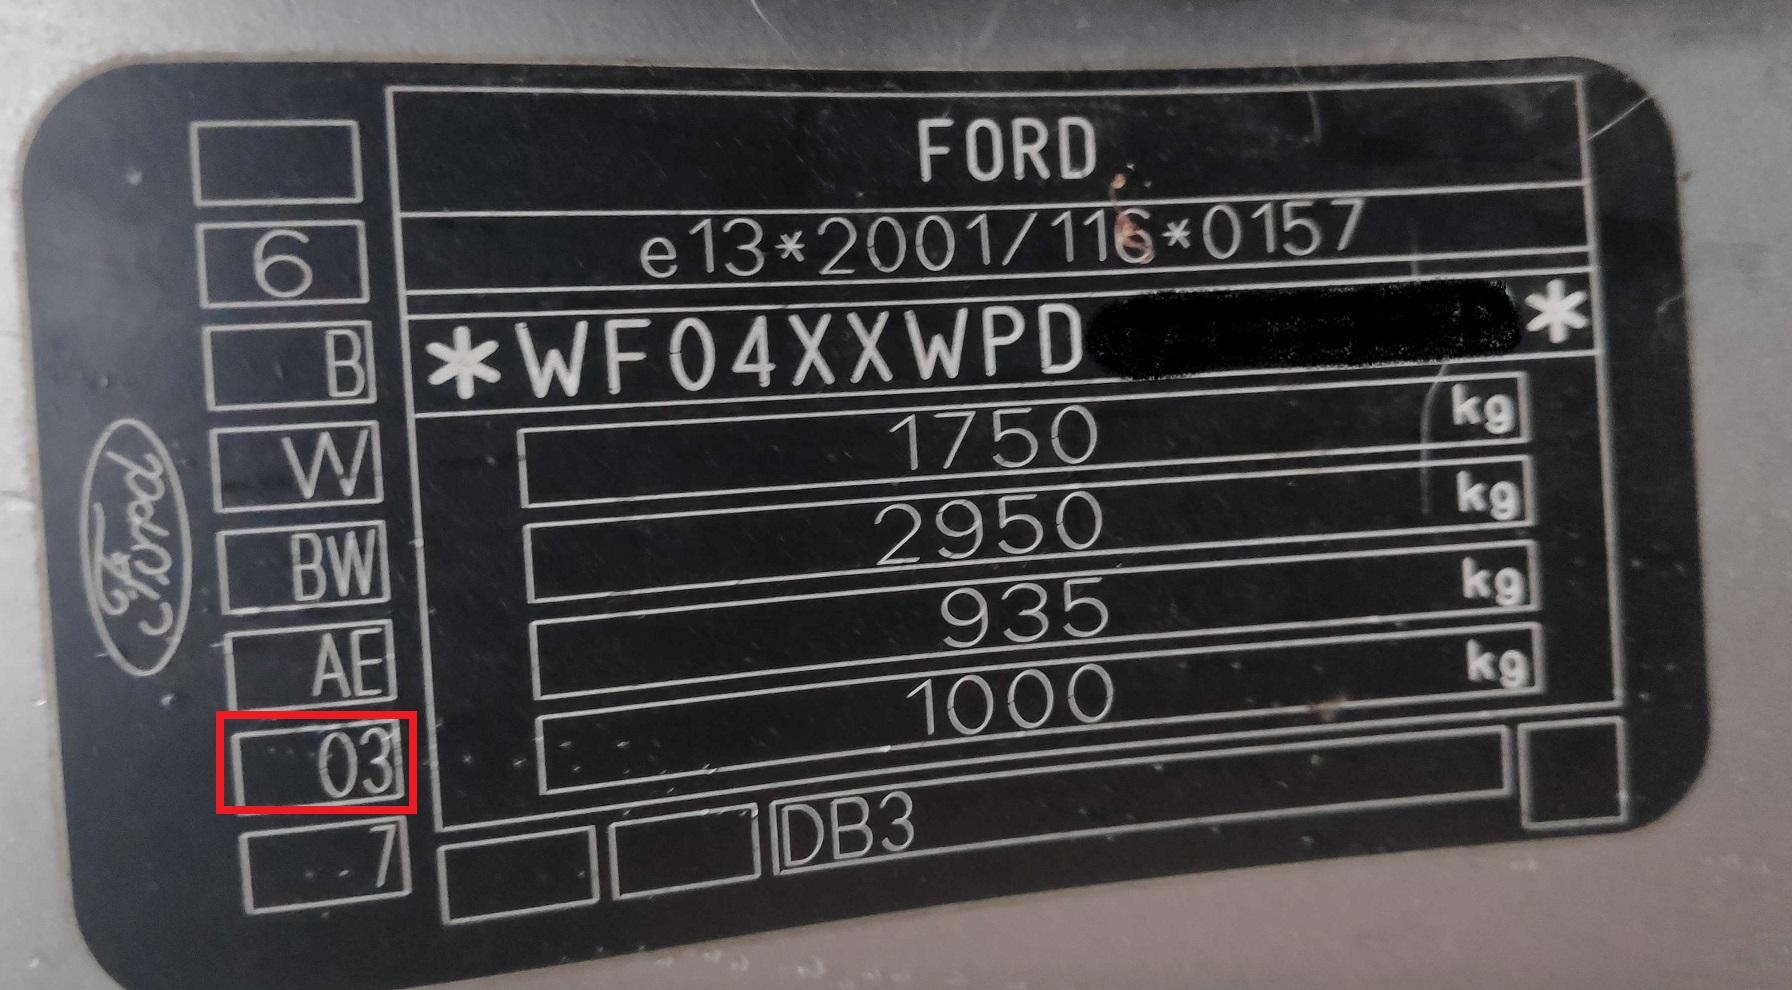 FORD
e13*2001/116*0157
*WF04XXWPD
*
1750 kg
2950 kg
935 kg
1000 kg
6
B
W
BW
AE
03
7
DB3
Ford